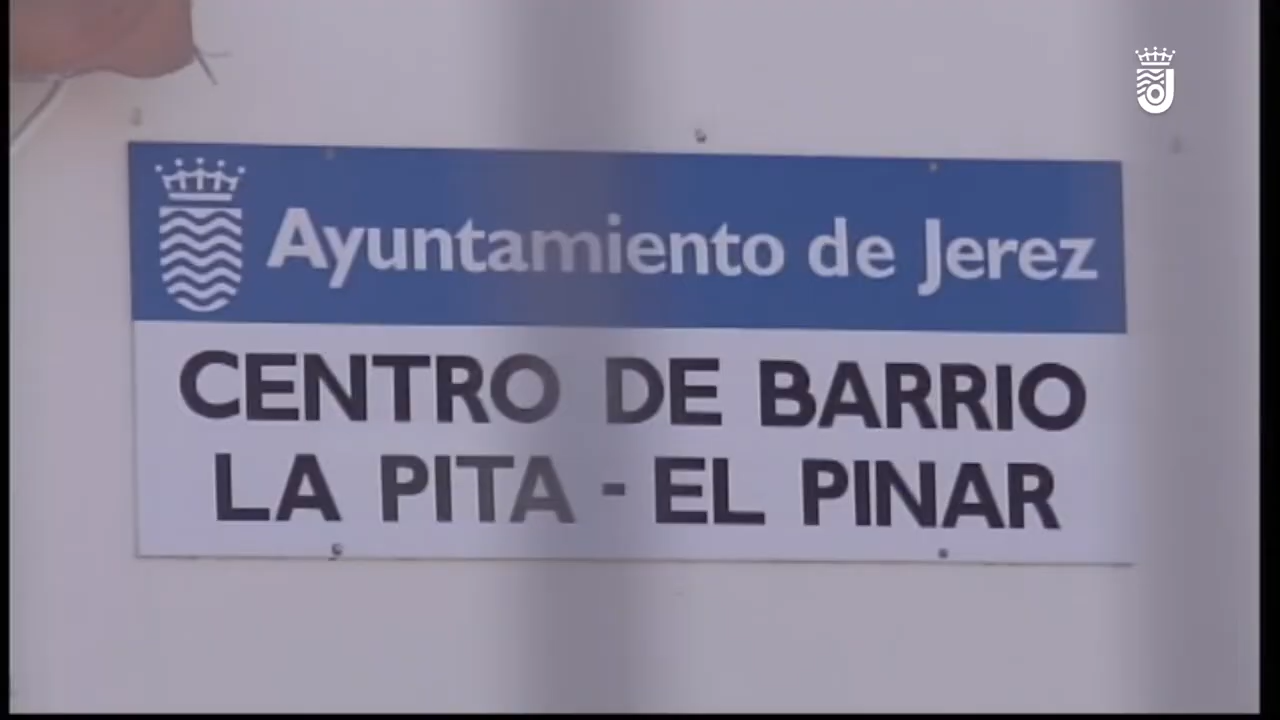 Ayuntamiento de Jerez
CENTRO DE BARRIO
LA PITA - EL PINAR